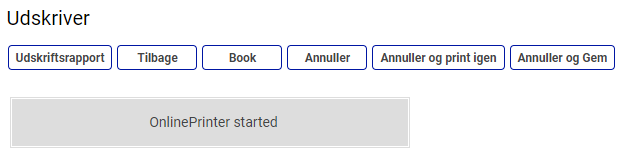 Udskriver
Udskriftsrapport Tilbage Book Annuller Annuller og print igen Annuller og Gem
OnlinePrinter started